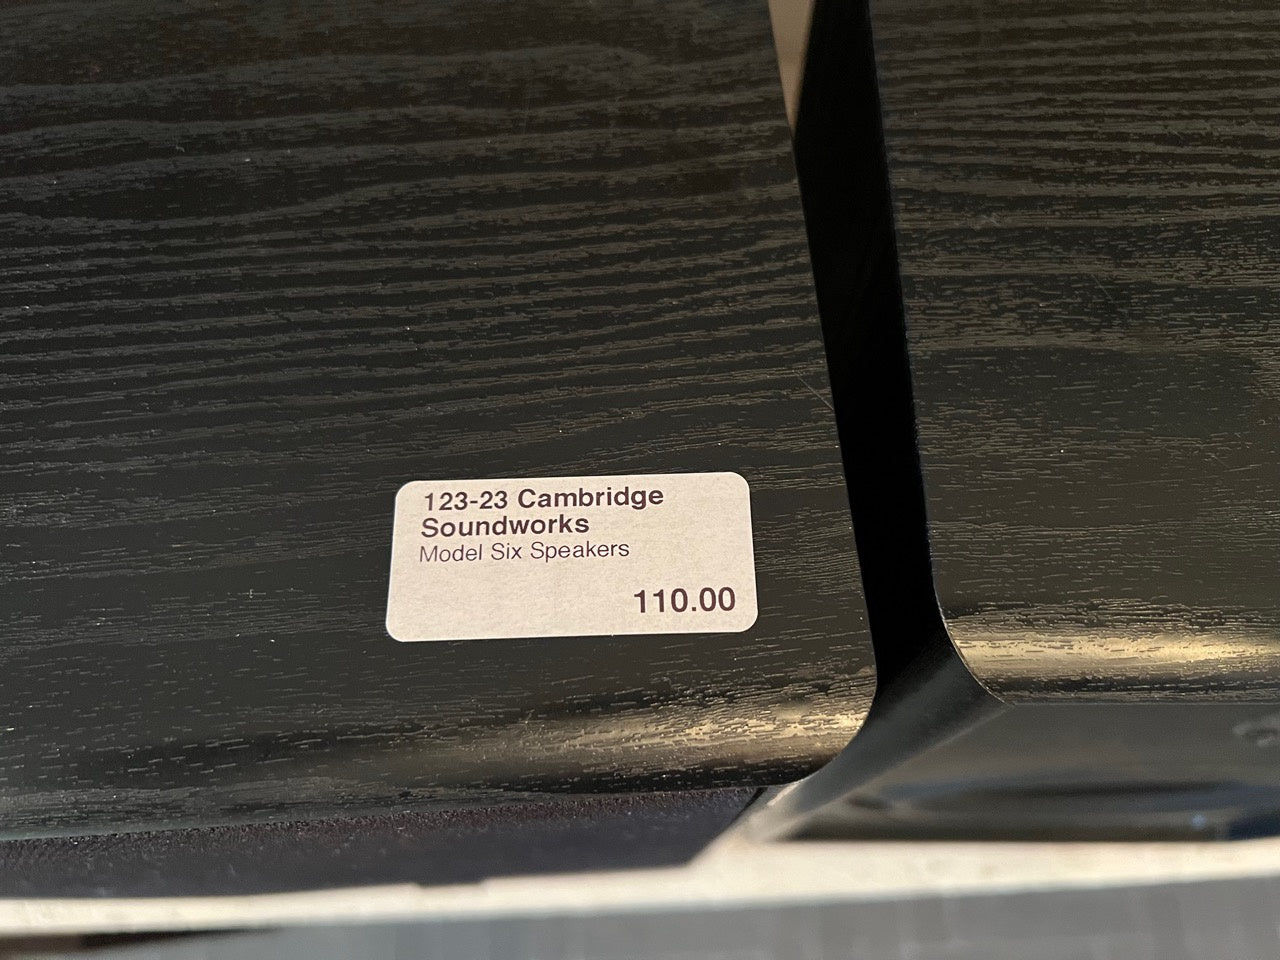 123-23 Cambridge
Soundworks
Model Six Speakers
110.00